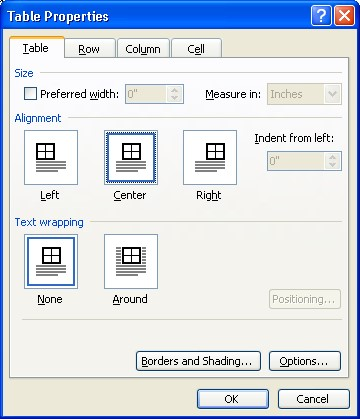 Table Properties
Table Row Column Cell
Size
Preferred width: 0" Measure in: Inches
Alignment
Indent from left:
0"
Left Center Right
Text wrapping
None Around
Positioning...
Borders and Shading... Options...
OK Cancel